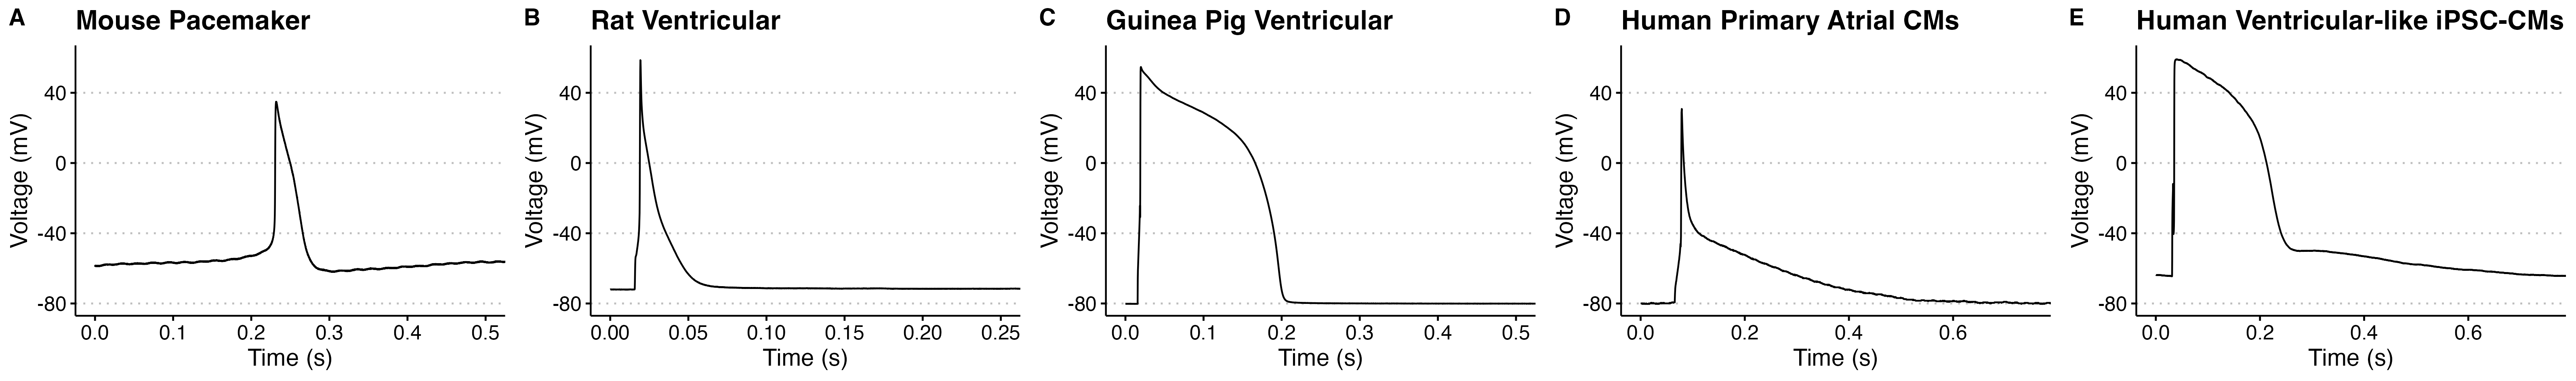 A Mouse Pacemaker
Voltage (mV)
40
0
-40
-80
0.0 0.1 0.2 0.3 0.4 0.5
Time (s)
B Rat Ventricular
Voltage (mV)
40
0
-40
-80
0.00 0.05 0.10 0.15 0.20 0.25
Time (s)
C Guinea Pig Ventricular
Voltage (mV)
40
0
-40
-80
0.0 0.1 0.2 0.3 0.4 0.5
Time (s)
D Human Primary Atrial CMs
Voltage (mV)
40
0
-40
-80
0.0 0.2 0.4 0.6
Time (s)
E Human Ventricular-like iPSC-CMs
Voltage (mV)
40
0
-40
-80
0.0 0.2 0.4 0.6
Time (s)